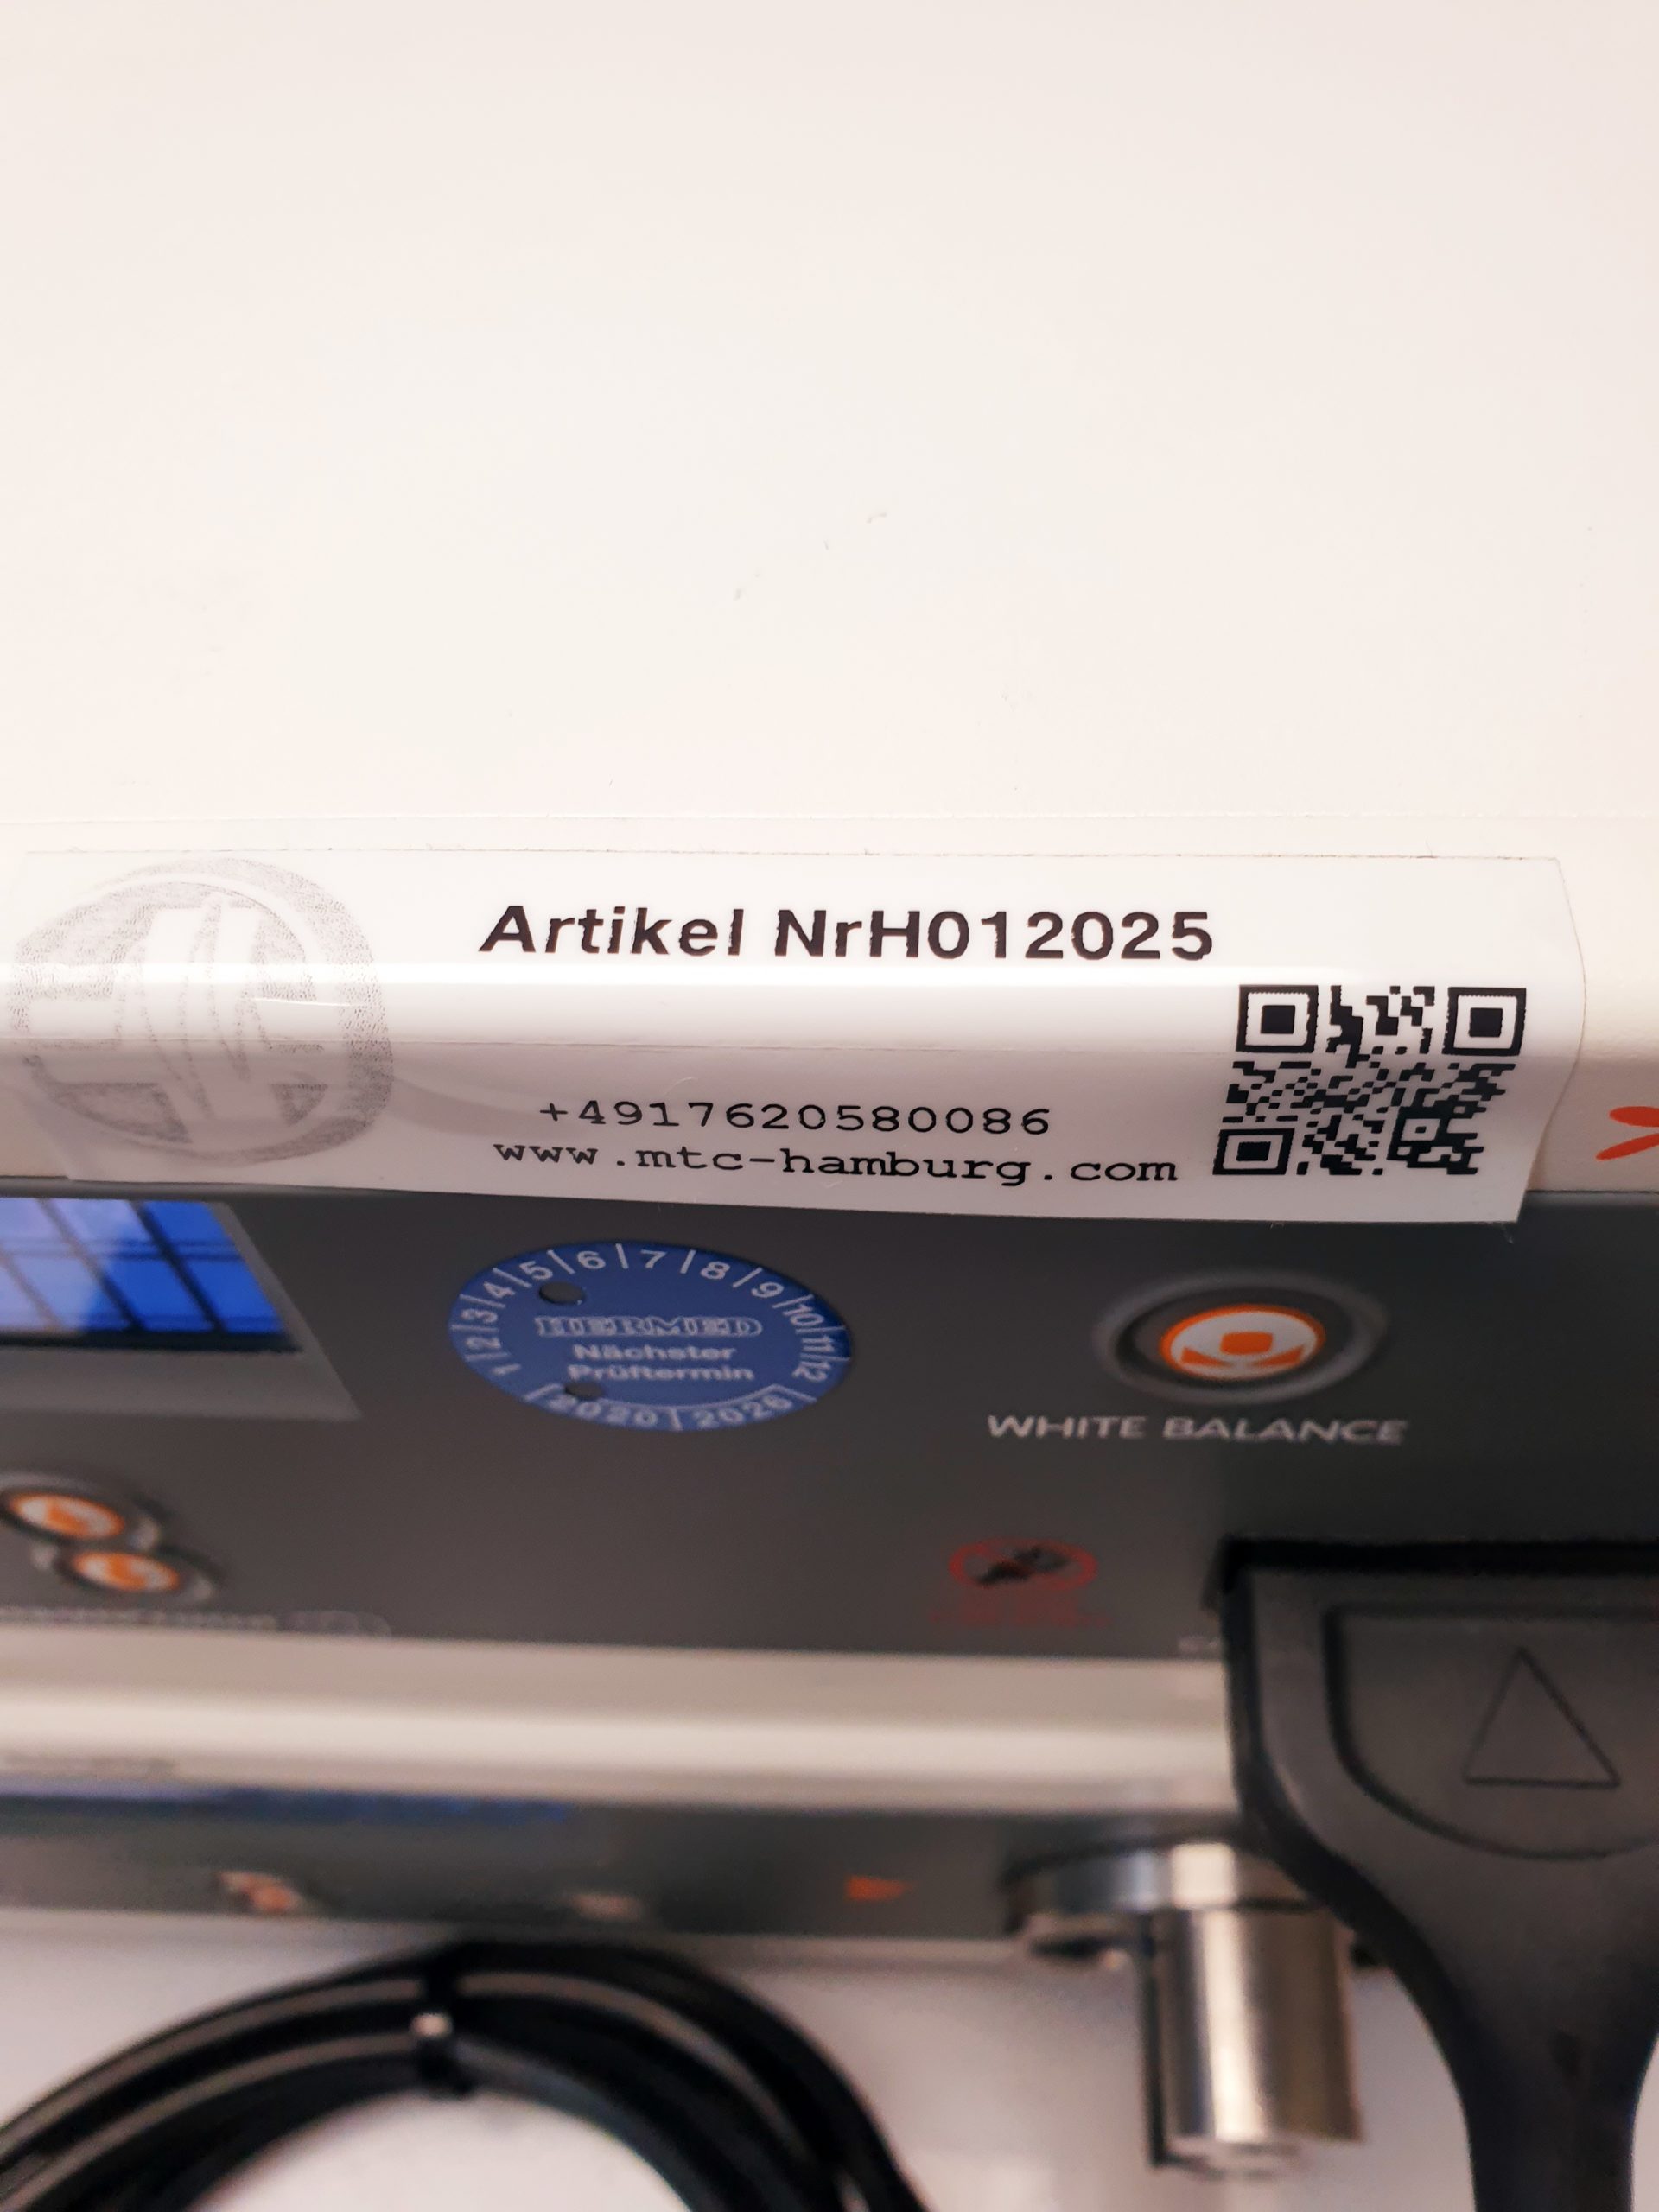 Artikel NrH012025
+4917620580086
www.mtc-hamburg.com
1|2|3|4|5|6|7|8|9|10|11|12
HERMED
Nächster
Prüftermin
2020|2026
WHITE BALANCE